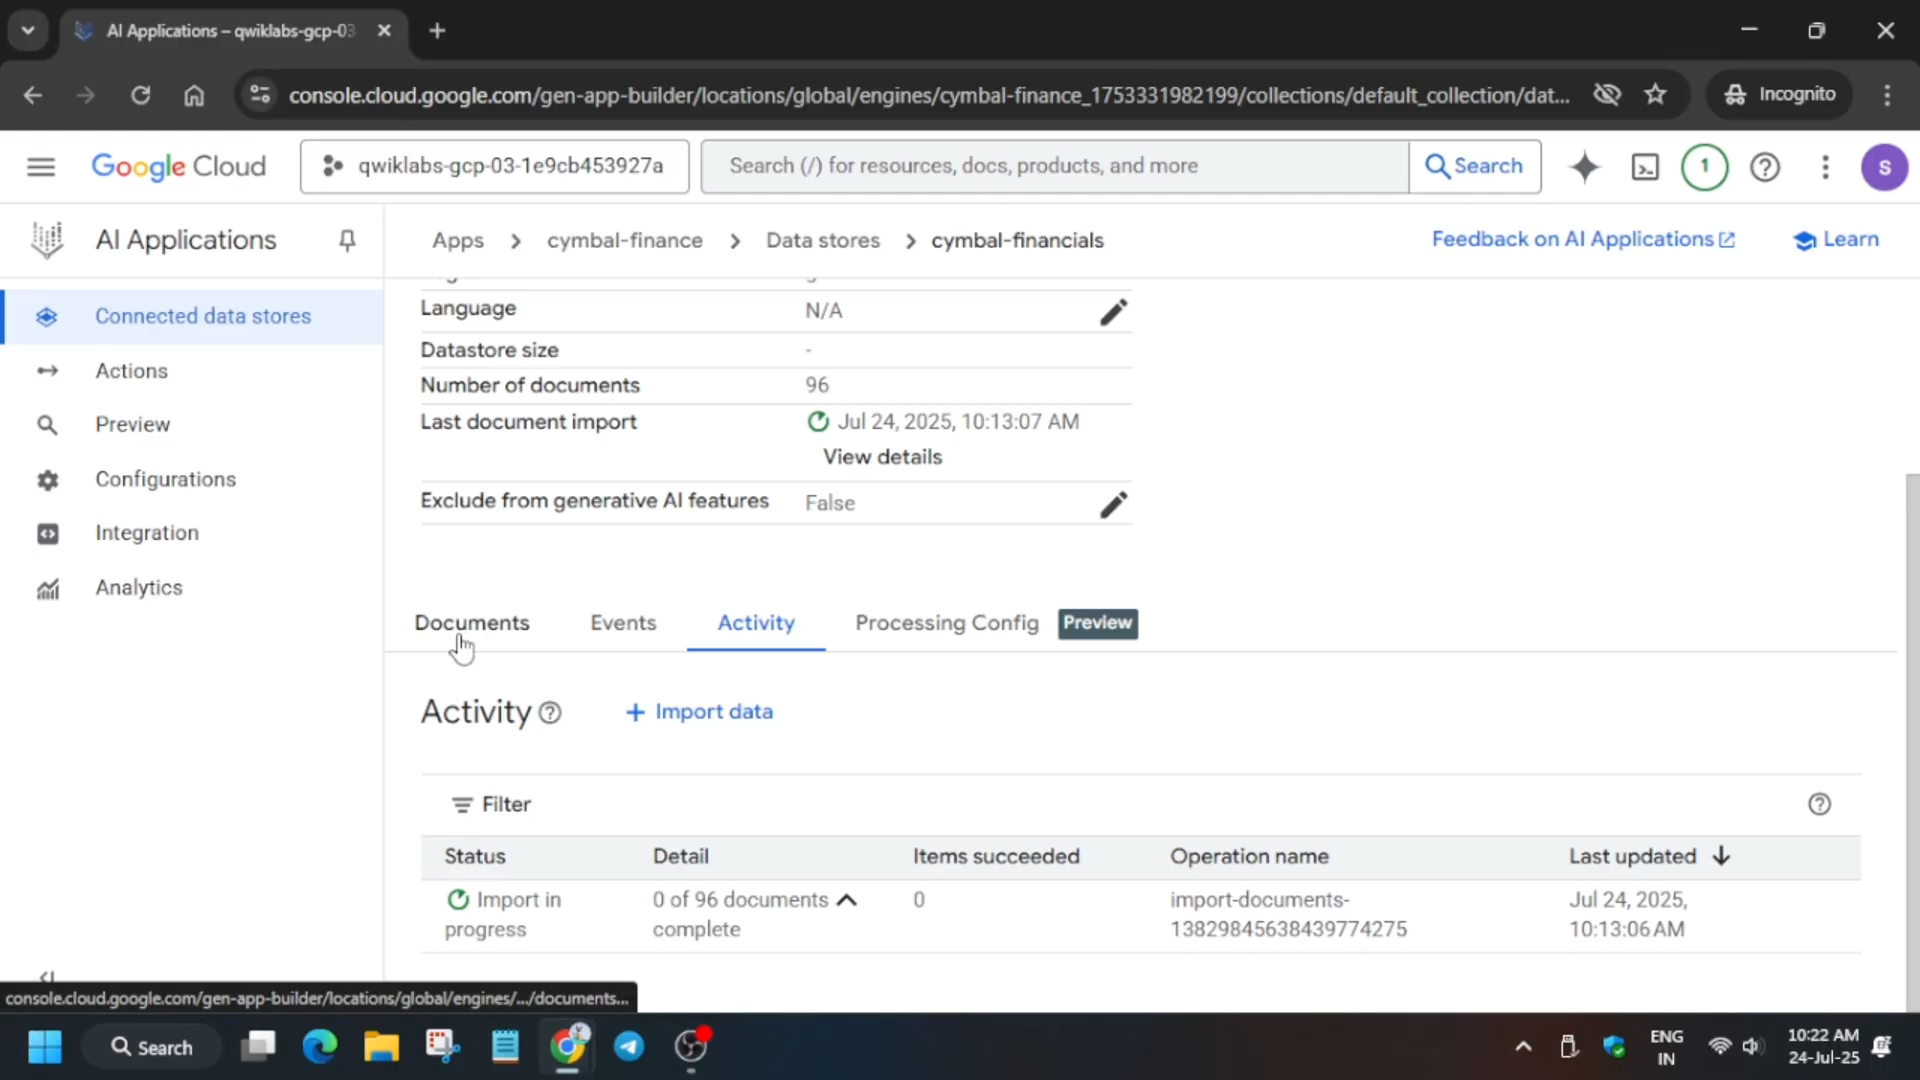 AI Applications – qwiklabs-gcp-03
console.cloud.google.com/gen-app-builder/locations/global/engines/cymbal-finance_1753331982199/collections/default_collection/dat...
Incognito
Google Cloud
qwiklabs-gcp-03-1e9cb453927a
Search (/) for resources, docs, products, and more
Search
1
S
AI Applications
Apps
cymbal-finance
Data stores
cymbal-financials
Feedback on AI Applications
Learn
Connected data stores
Actions
Preview
Configurations
Integration
Analytics
Language N/A
Datastore size -
Number of documents 96
Last document import Jul 24, 2025, 10:13:07 AM
View details
Exclude from generative AI features False
Documents Events Activity Processing Config Preview
Activity
+ Import data
Filter
Status Detail Items succeeded Operation name Last updated
Import in 0 of 96 documents 0 import-documents- Jul 24, 2025,
progress complete 13829845638439774275 10:13:06 AM
console.cloud.google.com/gen-app-builder/locations/global/engines/.../documents...
Search
ENG
IN
10:22 AM
24-Jul-25